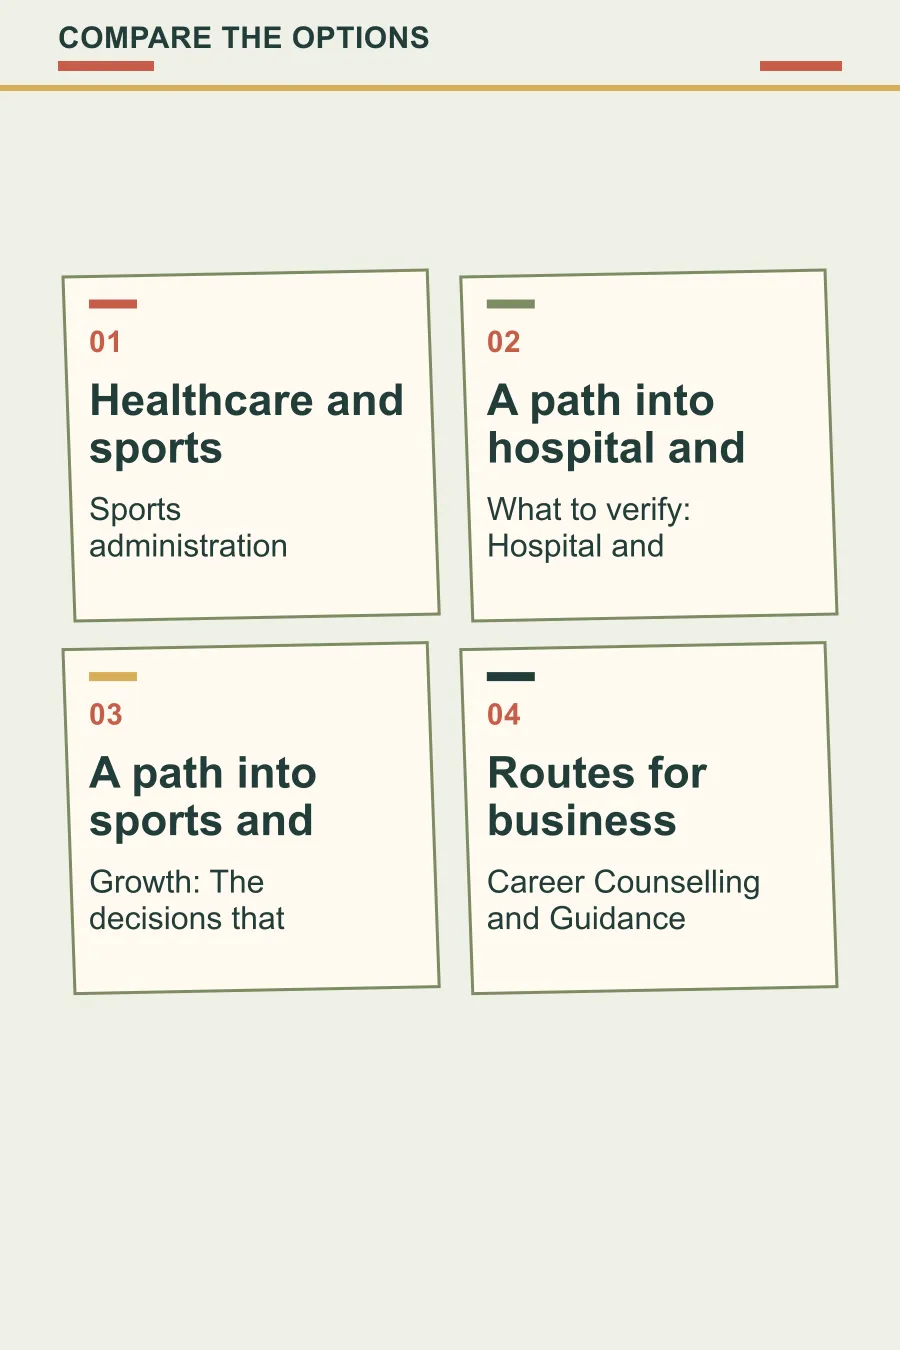 COMPARE THE OPTIONS
01
Healthcare and
sports
Sports
administration
02
A path into
hospital and
What to verify:
Hospital and
03
A path into
sports and
Growth: The
decisions that
04
Routes for
business
Career Counselling
and Guidance